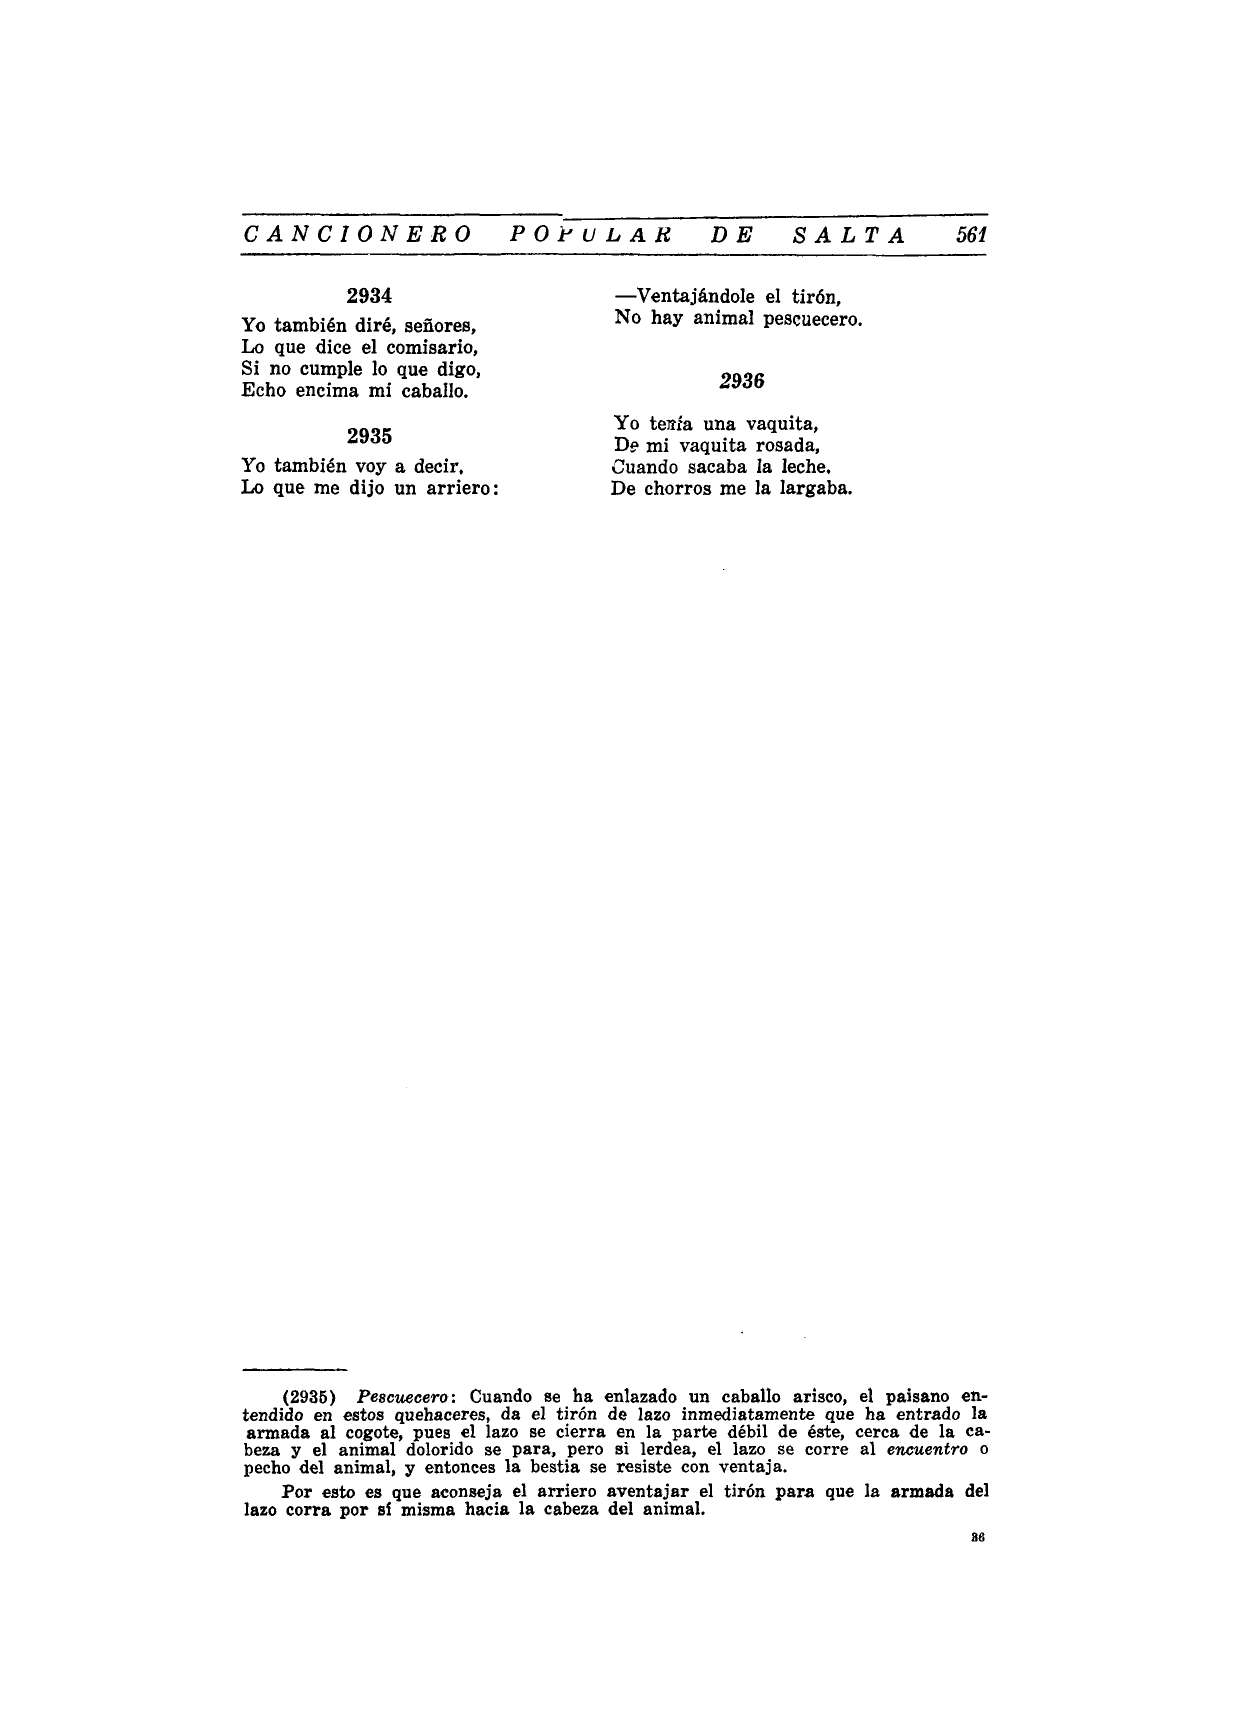 CANCIONERO POPULAR DE SALTA 561
2934
Yo también diré, señores,
Lo que dice el comisario,
Si no cumple lo que digo,
Echo encima mi caballo.
2935
Yo también voy a decir,
Lo que me dijo un arriero:
—Ventajándole el tirón,
No hay animal pescuecero.
2936
Yo tenía una vaquita,
De mi vaquita rosada,
Cuando sacaba la leche,
De chorros me la largaba.
(2935) Pescuecero: Cuando se ha enlazado un caballo arisco, el paisano en-
tendido en estos quehaceres, da el tirón de lazo inmediatamente que ha entrado la
armada al cogote, pues el lazo se cierra en la parte débil de éste, cerca de la ca-
beza y el animal dolorido se para, pero si lerdea, el lazo se corre al encuentro o
pecho del animal, y entonces la bestia se resiste con ventaja.
Por esto es que aconseja el arriero aventajar el tirón para que la armada del
lazo corra por sí misma hacia la cabeza del animal.
36